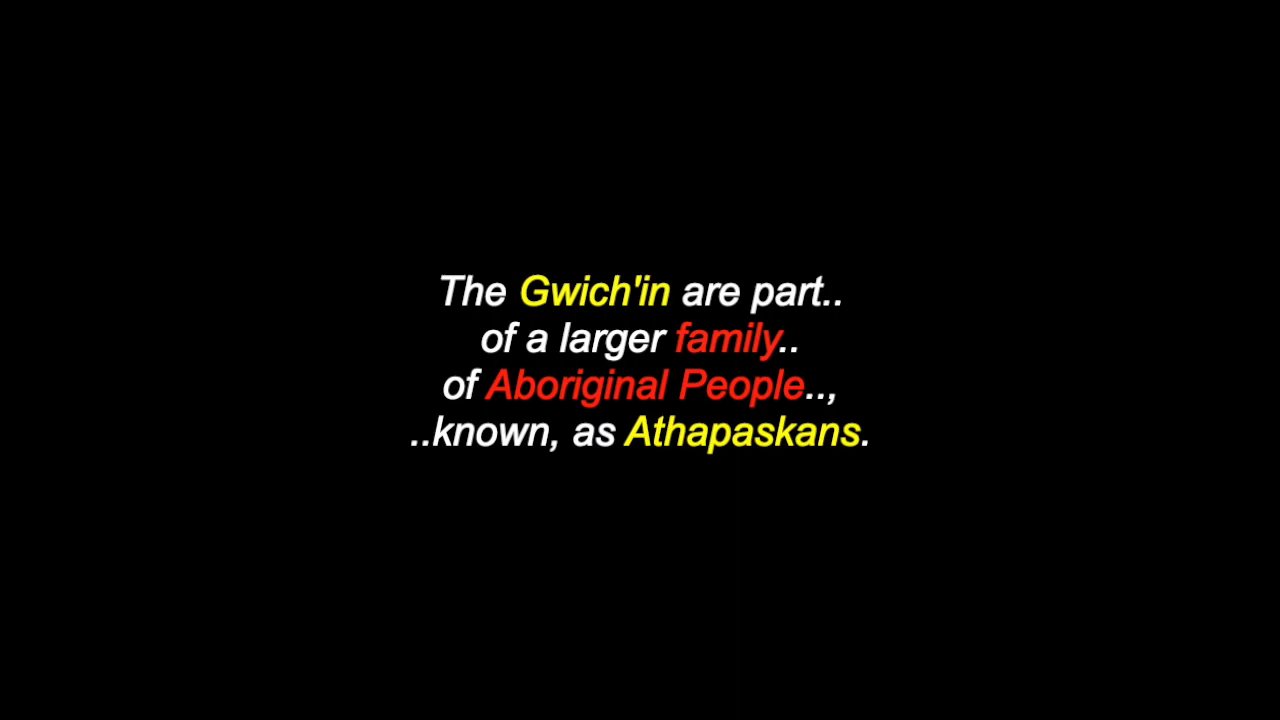 The Gwich'in are part..
of a larger family..
of Aboriginal People..,
..known, as Athapaskans.